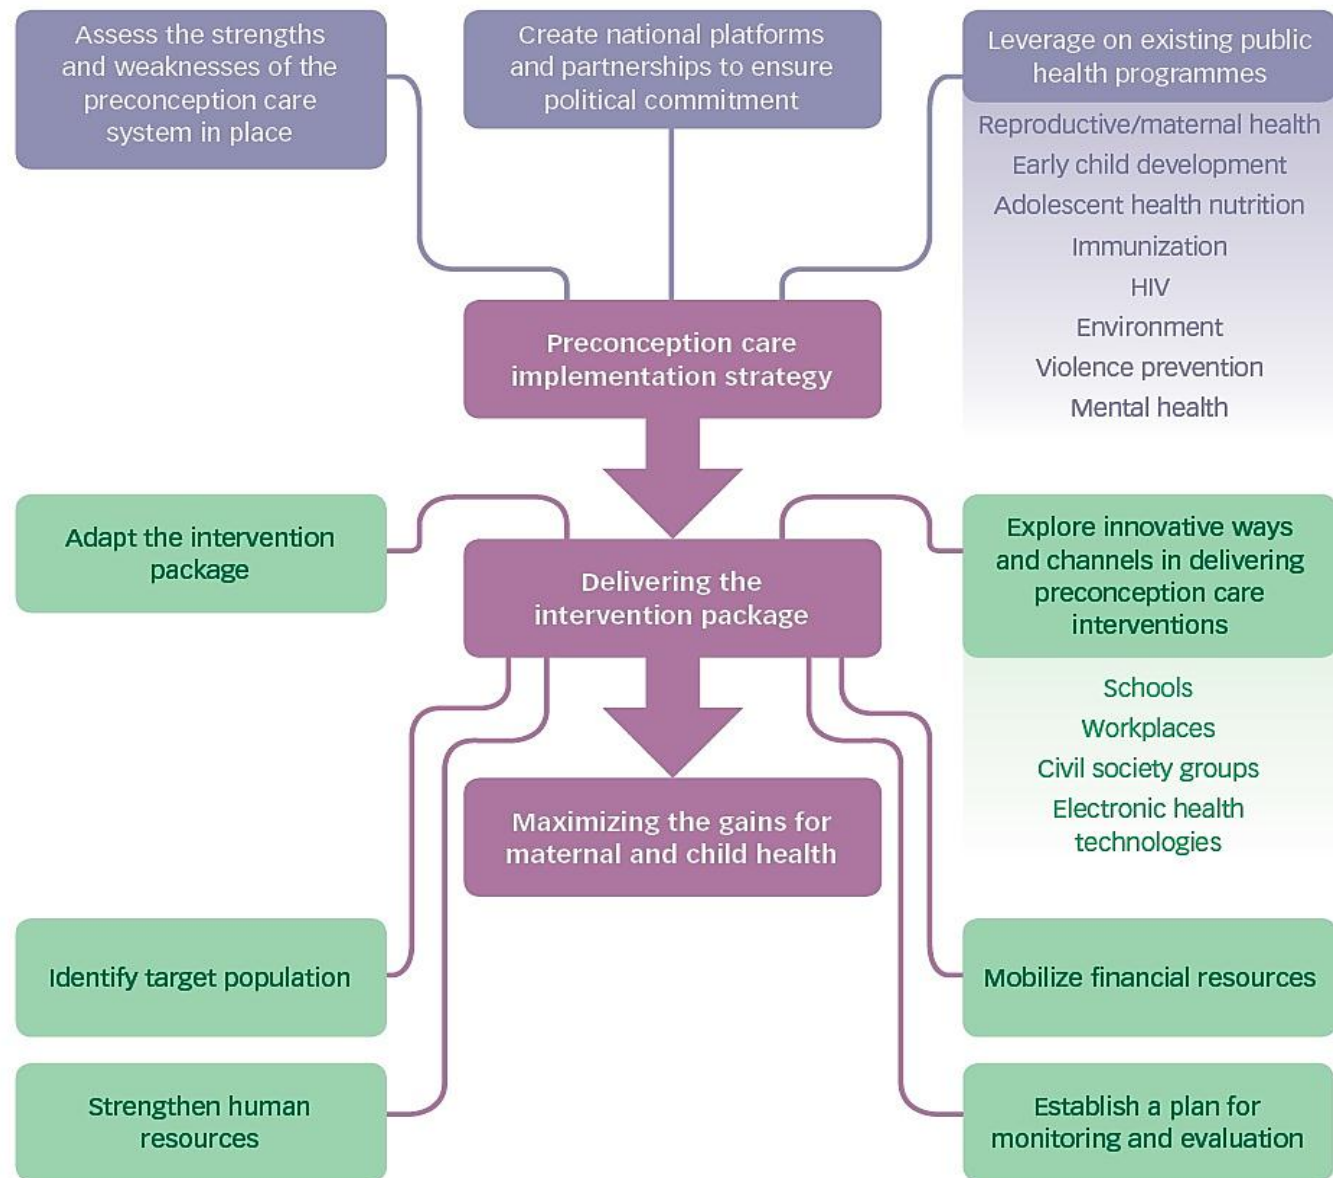 Assess the strengths
and weaknesses of the
preconception care
system in place
Create national platforms
and partnerships to ensure
political commitment
Leverage on existing public
health programmes
Reproductive/maternal health
Early child development
Adolescent health nutrition
Immunization
HIV
Environment
Violence prevention
Mental health
Preconception care
implementation strategy
Adapt the intervention
package
Delivering the
intervention package
Explore innovative ways
and channels in delivering
preconception care
interventions
Schools
Workplaces
Civil society groups
Electronic health
technologies
Maximizing the gains for
maternal and child health
Identify target population
Mobilize financial resources
Strengthen human
resources
Establish a plan for
monitoring and evaluation